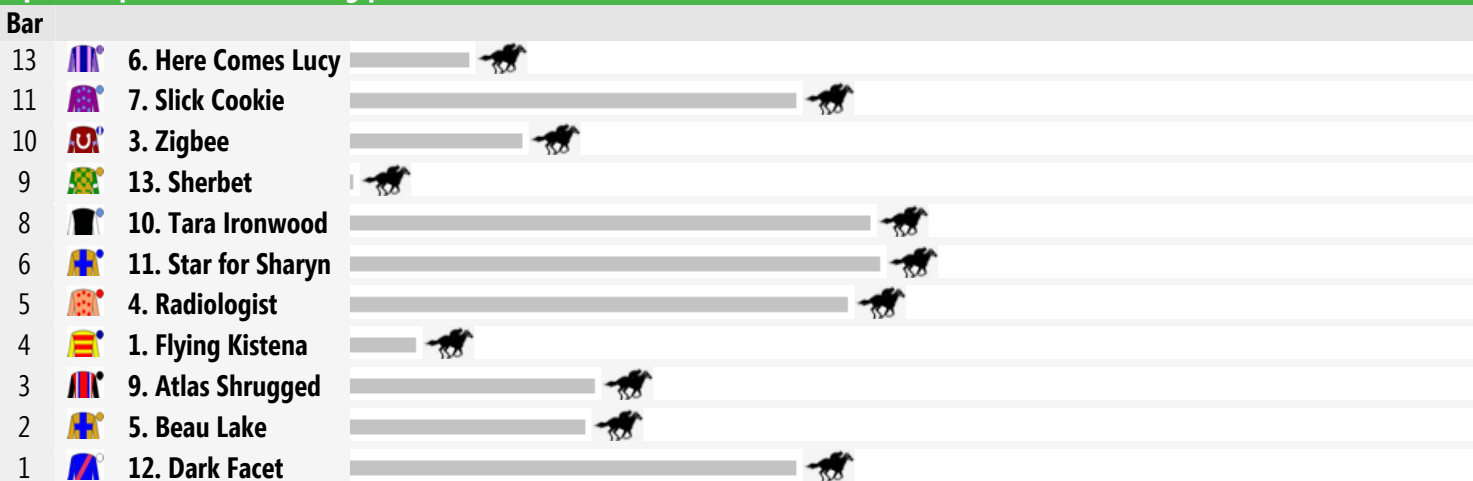 Bar
13 6. Here Comes Lucy
11 7. Slick Cookie
10 3. Zigbee
9 13. Sherbet
8 10. Tara Ironwood
6 11. Star for Sharyn
5 4. Radiologist
4 1. Flying Kistena
3 9. Atlas Shrugged
2 5. Beau Lake
1 12. Dark Facet